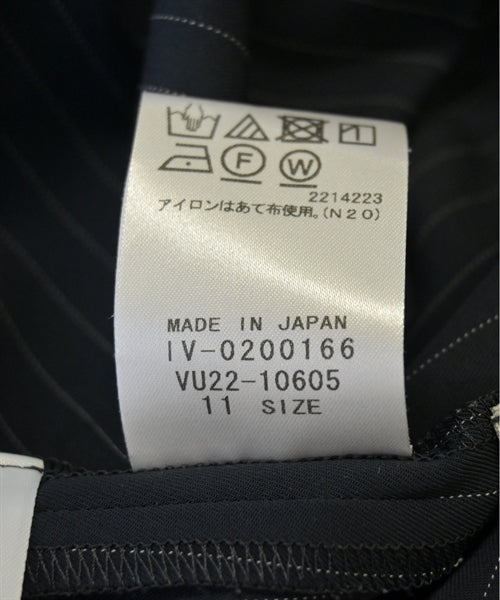 F W
2214223
アイロンはあて布使用。(N20)
MADE IN JAPAN
IV-0200166
VU22-10605
11 SIZE